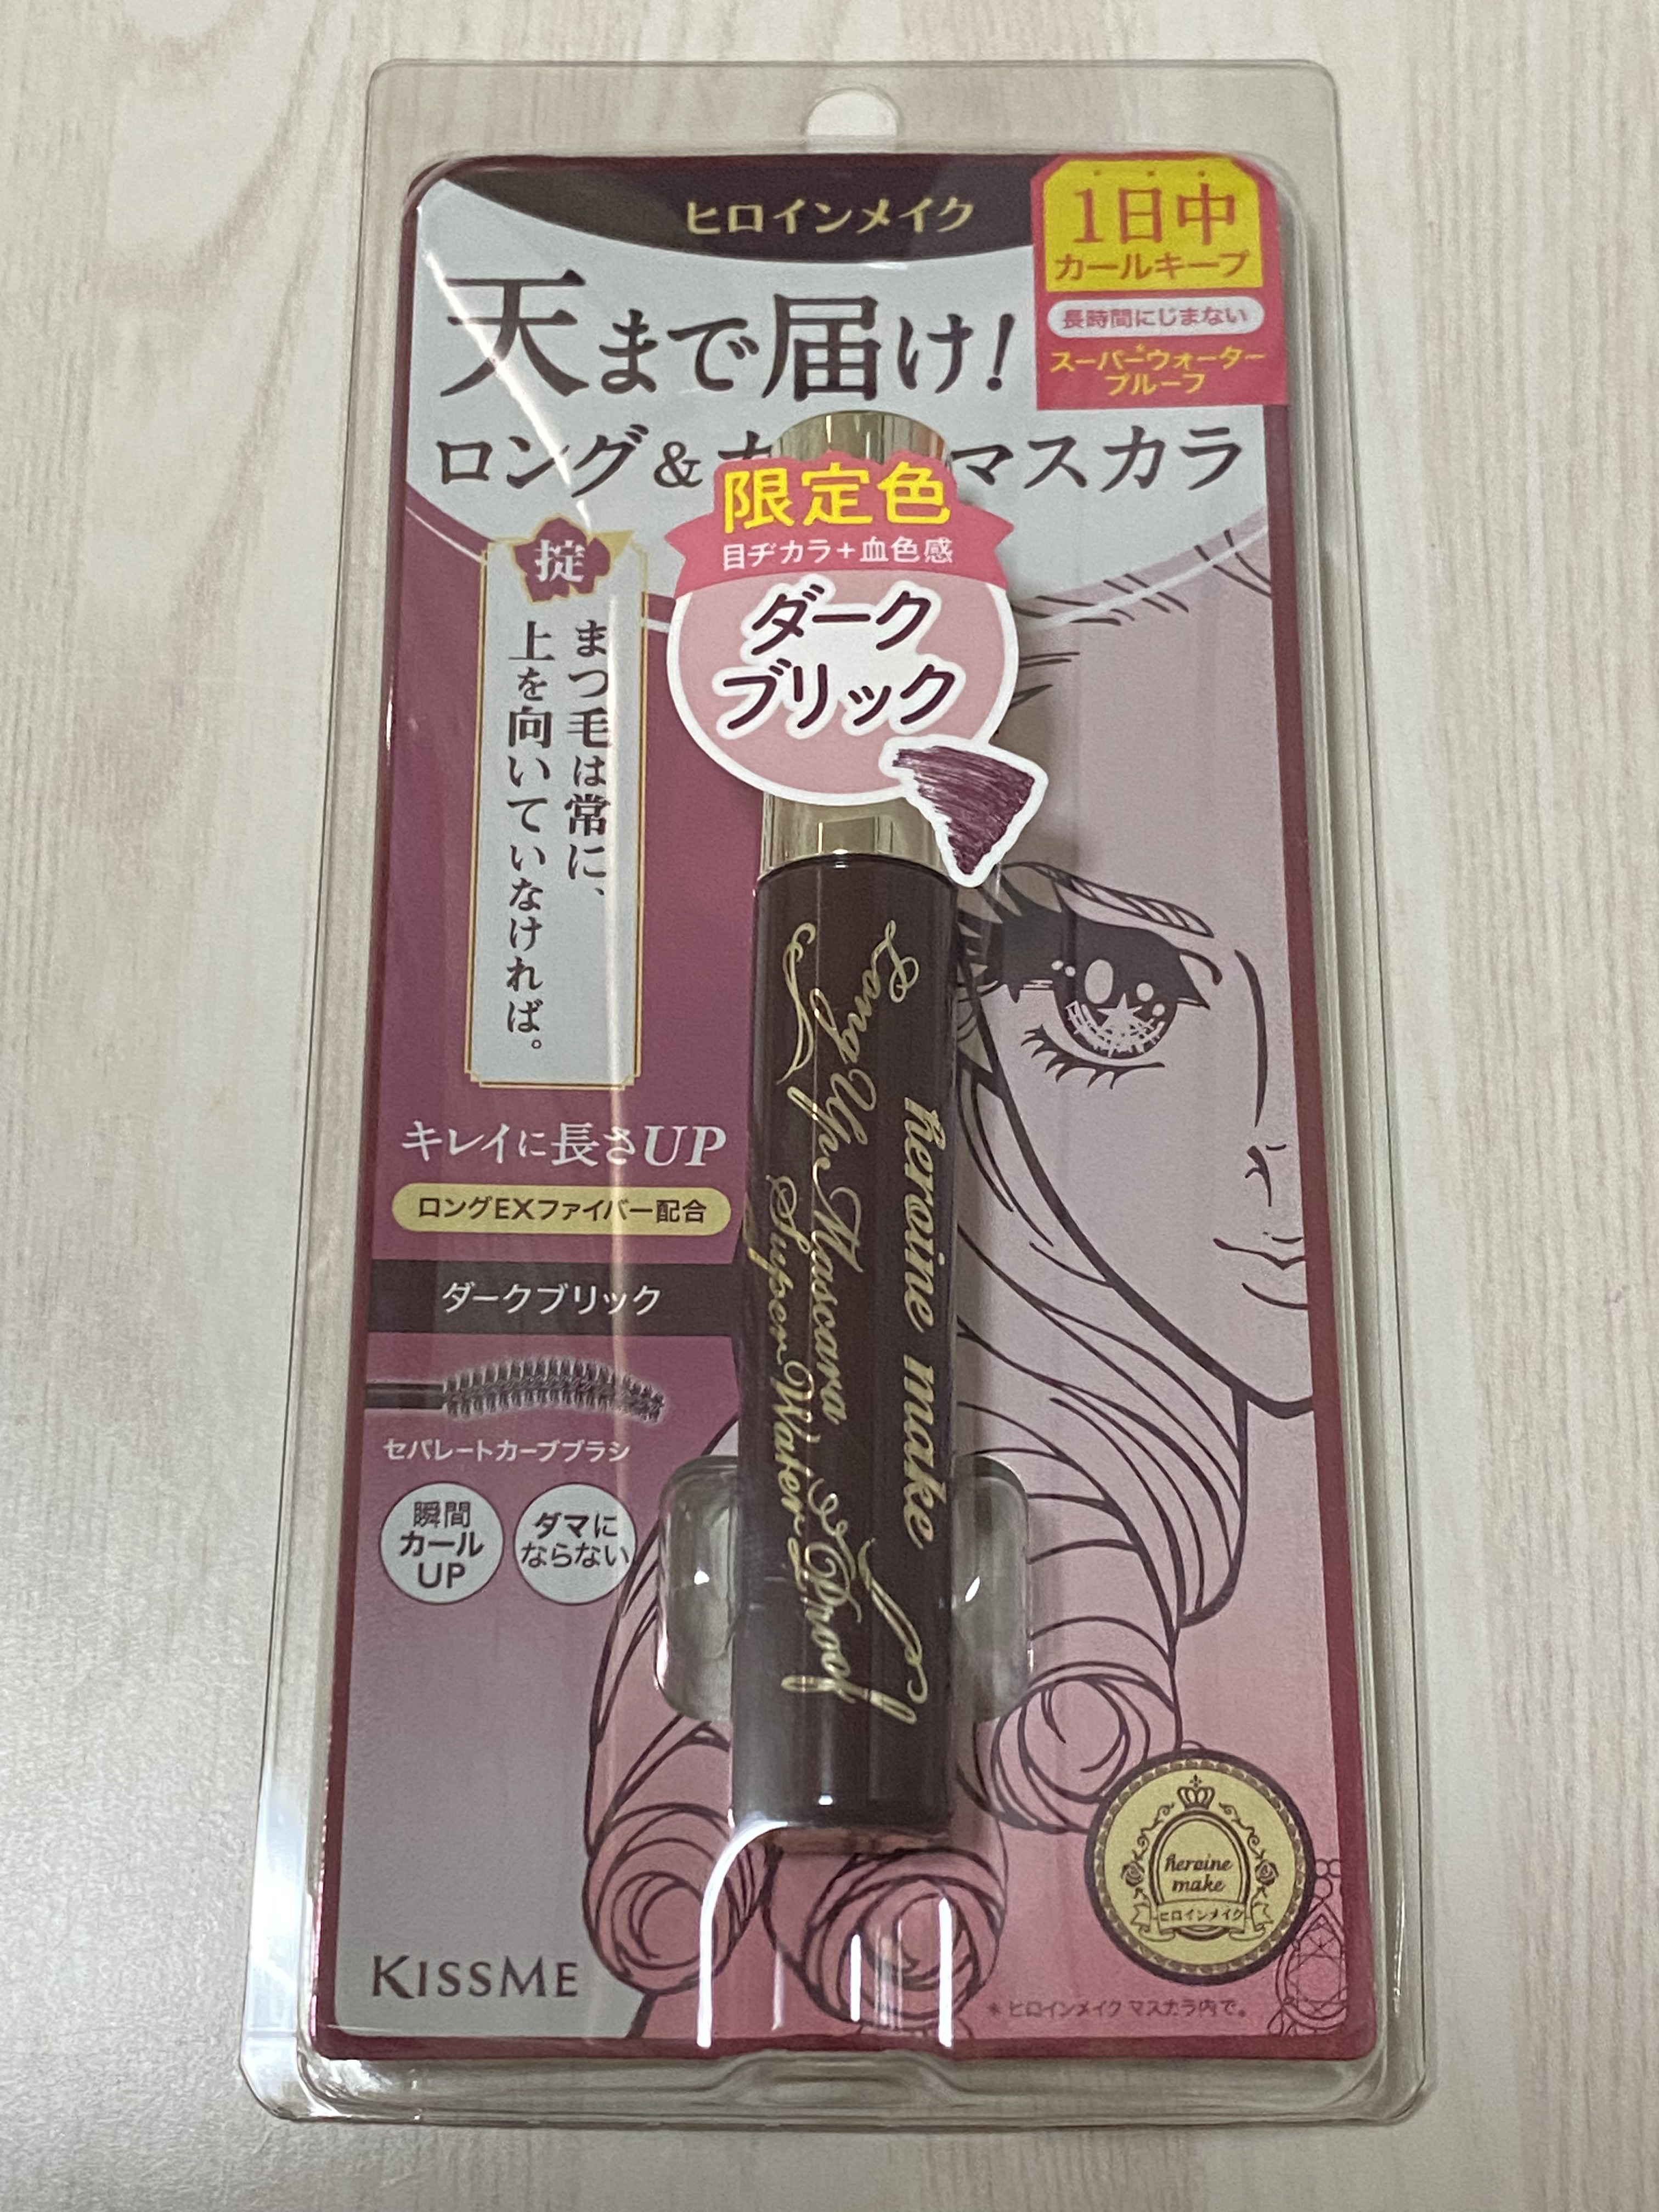 ヒロインメイク
1日中
カールキープ
長時間にじまない
スーパー*ウォーター
プルーフ
天まで届け!
ロング&カ マスカラ
限定色
目ヂカラ+血色感
ダーク
ブリック
掟
まつ毛は常に、
上を向いていなければ。
キレイに長さUP
ロングEXファイバー配合
ダークブリック
セパレートカーブブラシ
瞬間
カール
UP
ダマに
ならない
heroine make
Long Up Mascara
Super Water Proof
heroine
make
ヒロインメイク
KISSME
*ヒロインメイク マスカラ内で。